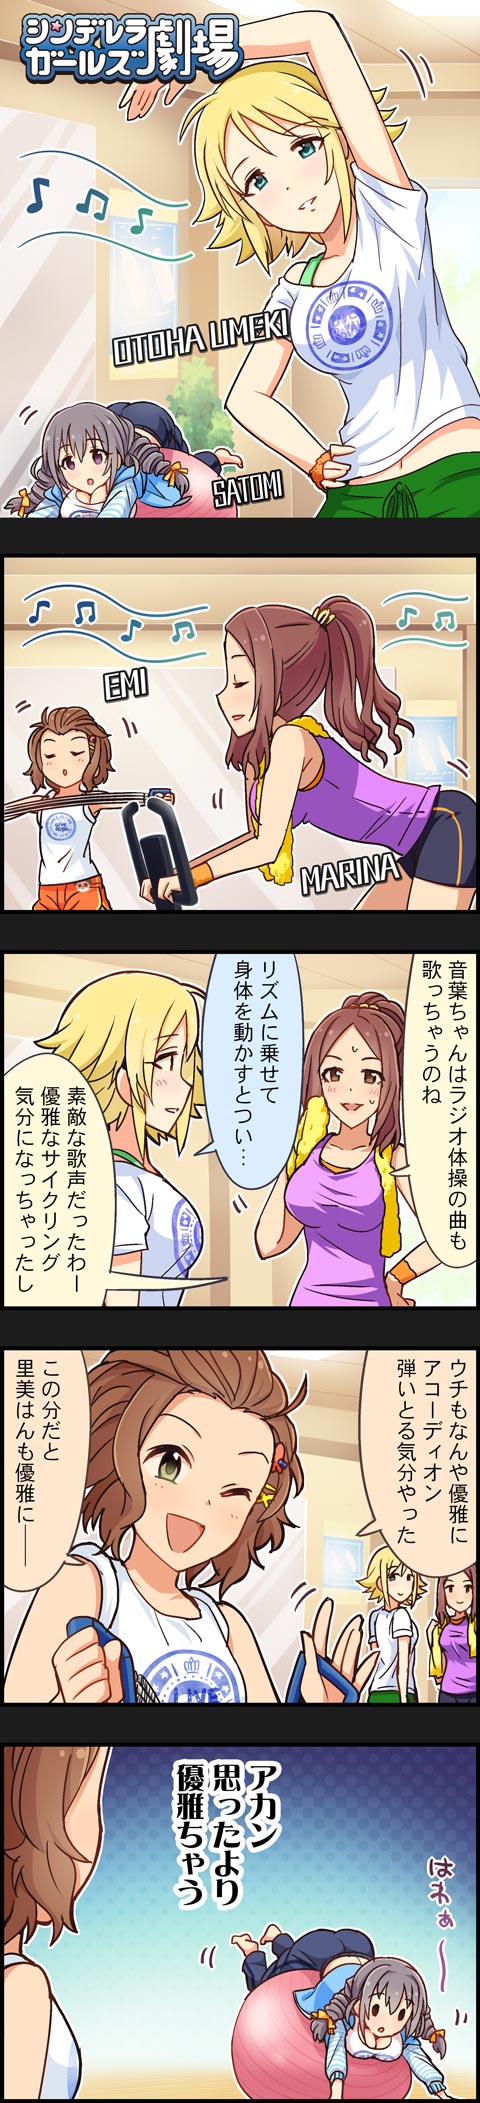 シンデレラ
ガールズ劇場
OTOHA UMEKI
SATOMI
EMI
MARINA
音葉ちゃんはラジオ体操の曲も
歌っちゃうのね
リズムに乗せて
身体を動かすとつい…
素敵な歌声だったわー
優雅なサイクリング
気分になっちゃったし
ウチもなんや優雅に
アコーディオン
弾いとる気分やった
この分だと
里美はんも優雅に──
アカン
思ったより
優雅ちゃう
はわぁ～
LIVE